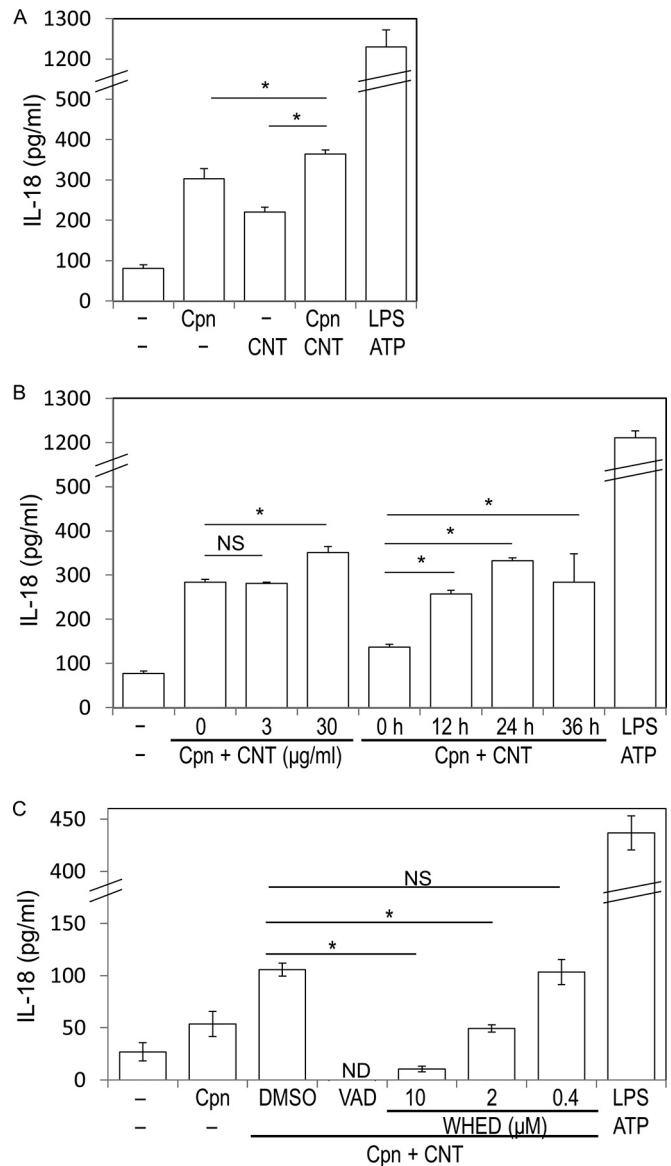 A
1300
1200
500
400
300
200
100
0
IL-18 (pg/ml)
*
*
– Cpn – Cpn LPS
– – CNT CNT ATP
B
1300
1200
500
400
300
200
100
0
IL-18 (pg/ml)
*
NS
*
*
*
– 0 3 30 0 h 12 h 24 h 36 h LPS
– Cpn + CNT (µg/ml) Cpn + CNT ATP
C
450
400
150
100
50
0
IL-18 (pg/ml)
NS
*
*
ND
– Cpn DMSO VAD 10 2 0.4 LPS
– – WHED (µM) ATP
Cpn + CNT